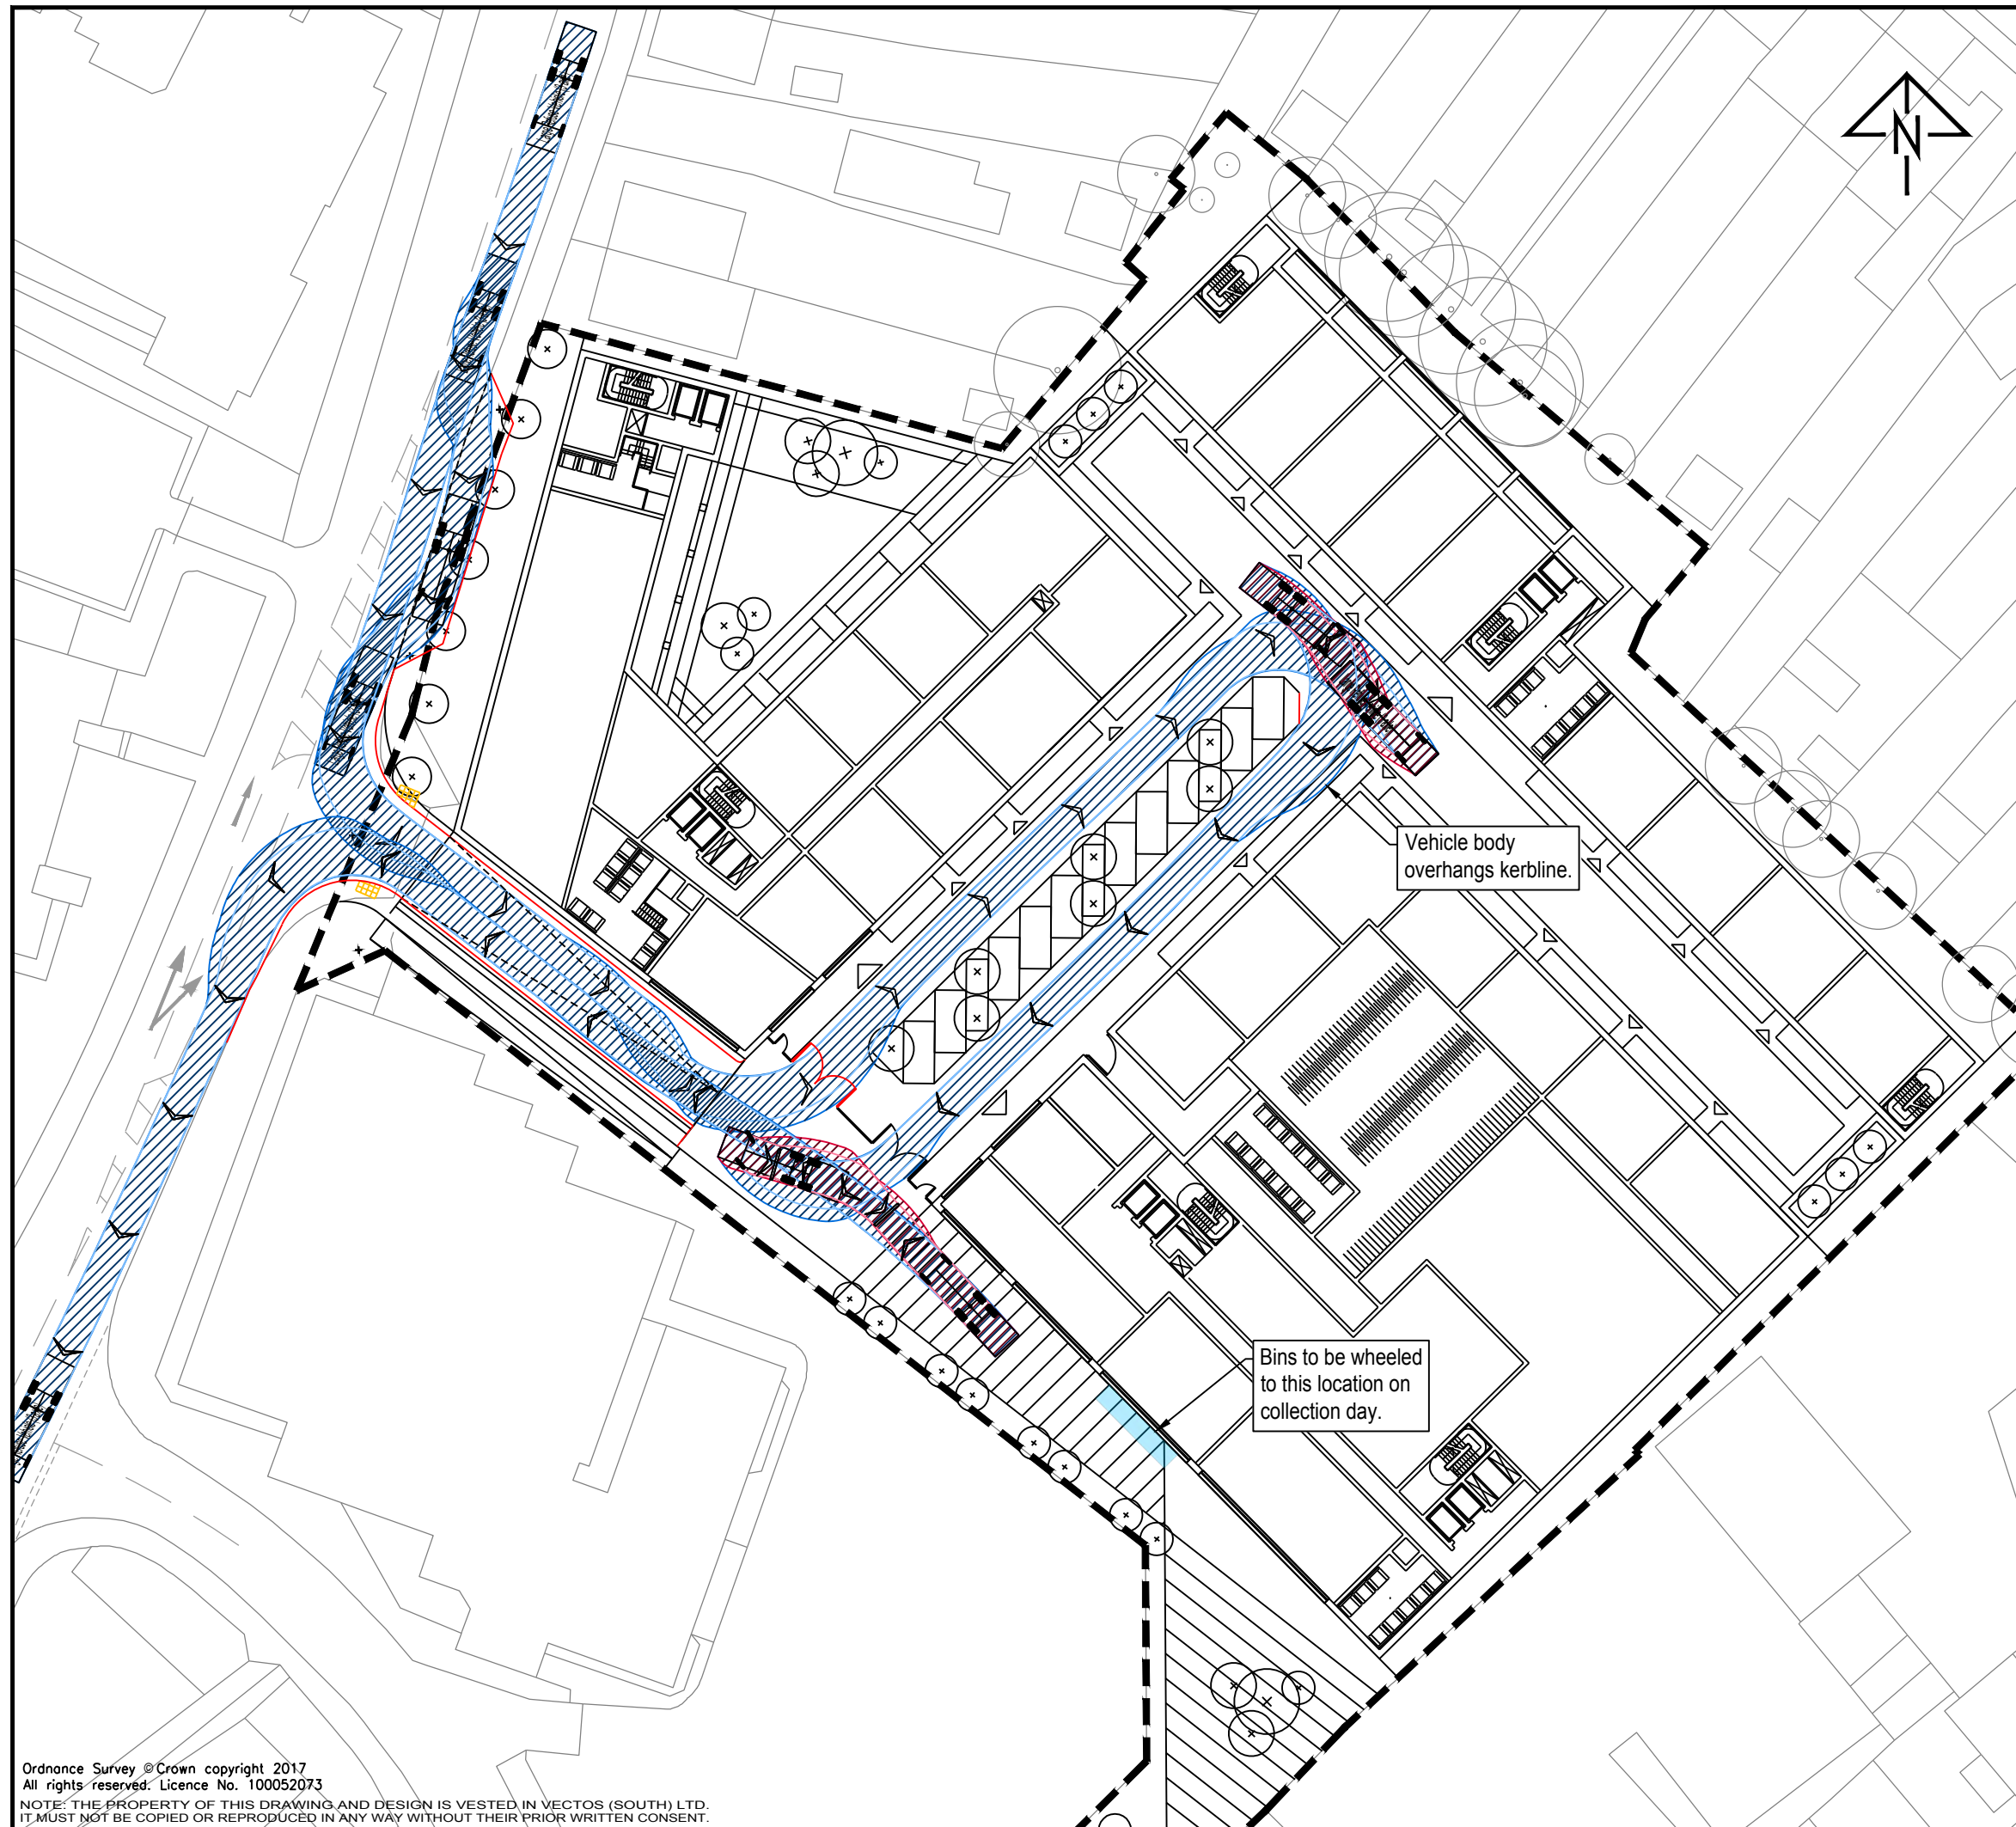 N
Vehicle body
overhangs kerbline.
Bins to be wheeled
to this location on
collection day.
Ordnance Survey © Crown copyright 2017
All rights reserved. Licence No. 100052073
NOTE: THE PROPERTY OF THIS DRAWING AND DESIGN IS VESTED IN VECTOS (SOUTH) LTD.
IT MUST NOT BE COPIED OR REPRODUCED IN ANY WAY WITHOUT THEIR PRIOR WRITTEN CONSENT.